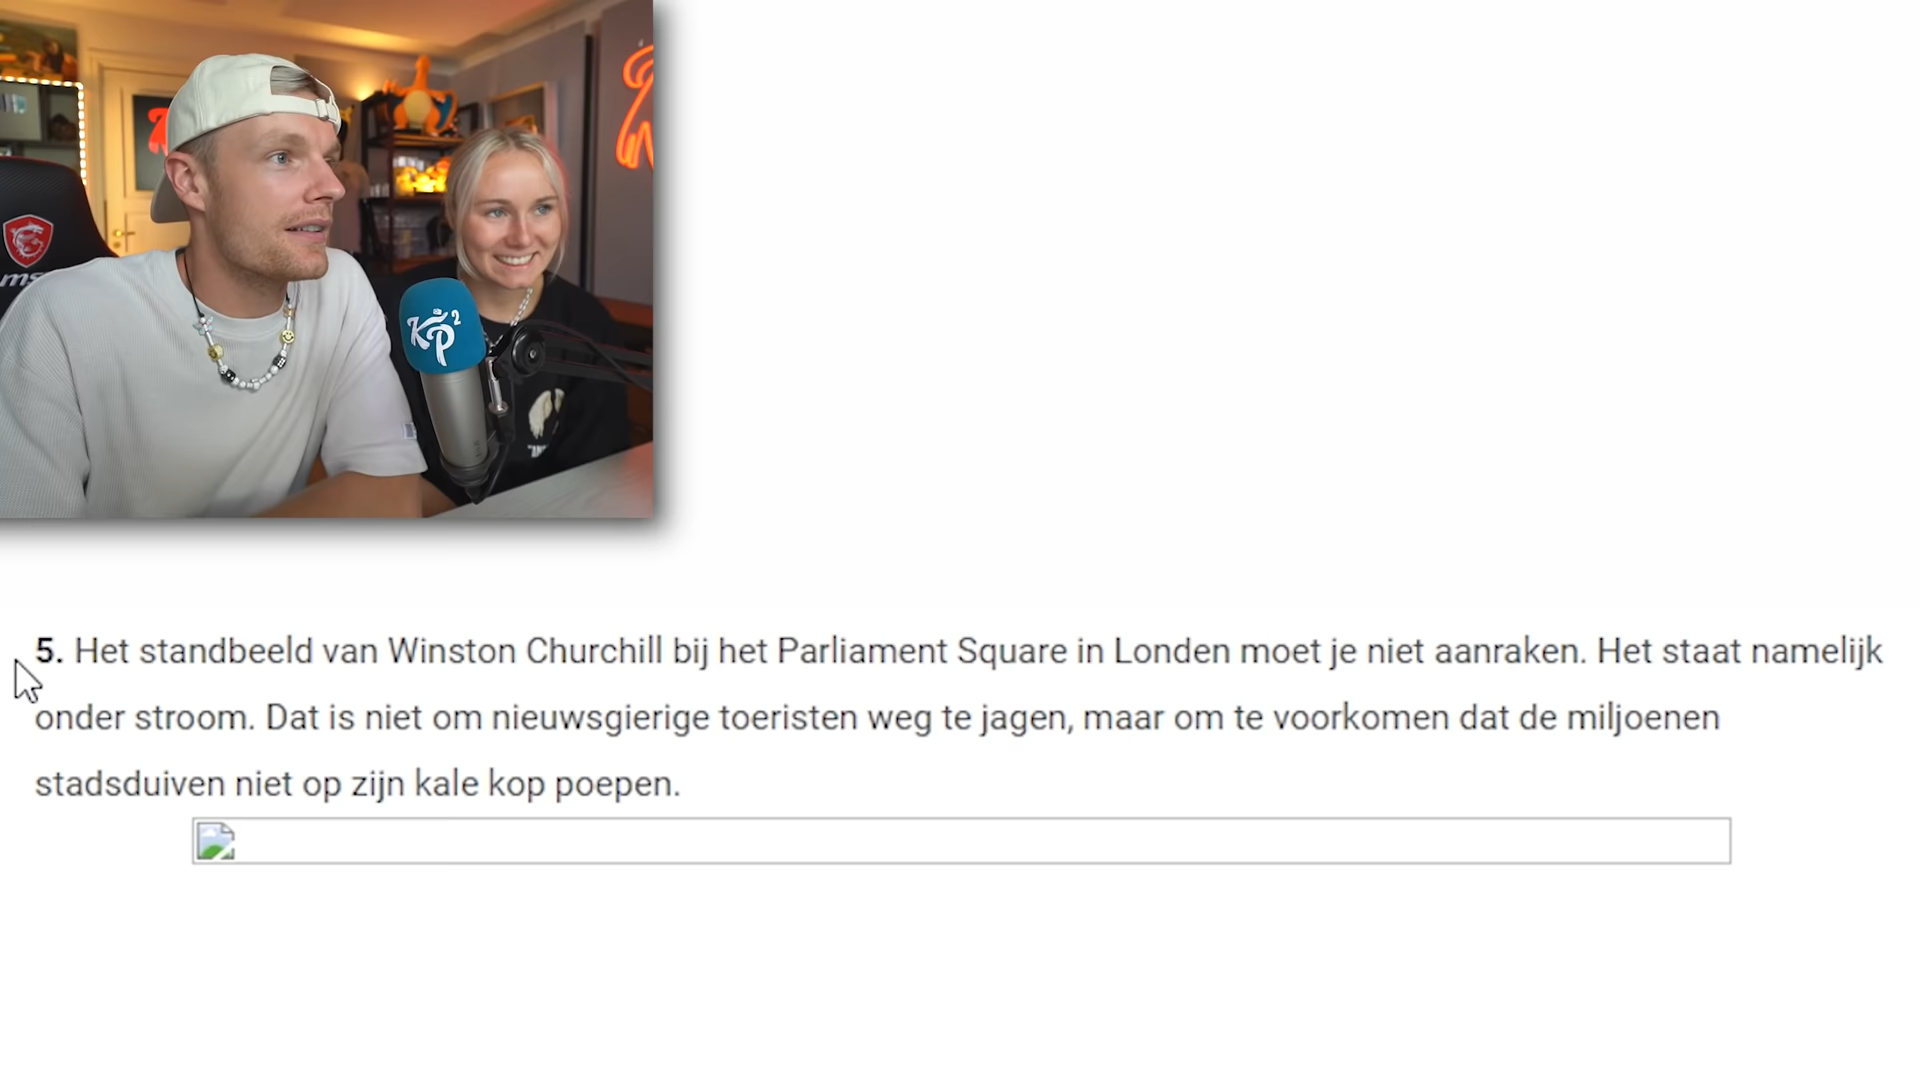 ms
KP2
5. Het standbeeld van Winston Churchill bij het Parliament Square in Londen moet je niet aanraken. Het staat namelijk
onder stroom. Dat is niet om nieuwsgierige toeristen weg te jagen, maar om te voorkomen dat de miljoenen
stadsduiven niet op zijn kale kop poepen.